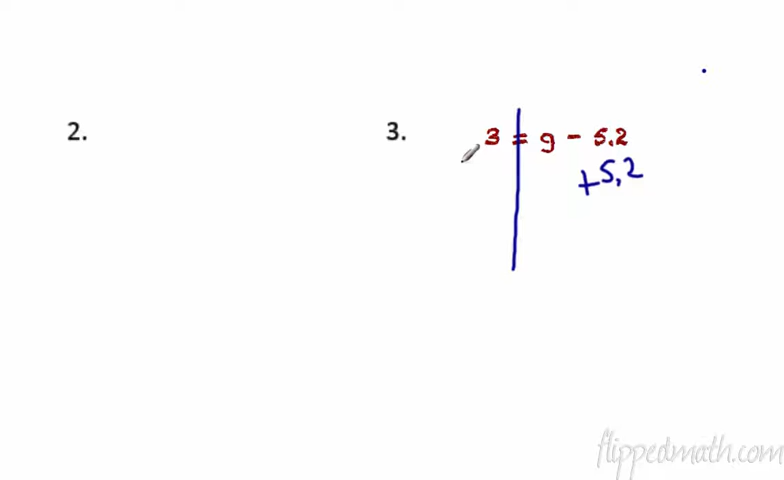 2.
3. 3 = g - 5.2
+5.2
flippedmath.com